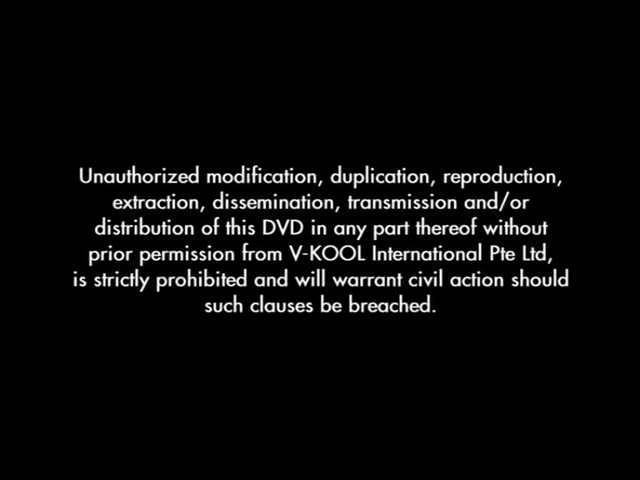 Unauthorized modification, duplication, reproduction,
extraction, dissemination, transmission and/or
distribution of this DVD in any part thereof without
prior permission from V-KOOL International Pte Ltd,
is strictly prohibited and will warrant civil action should
such clauses be breached.